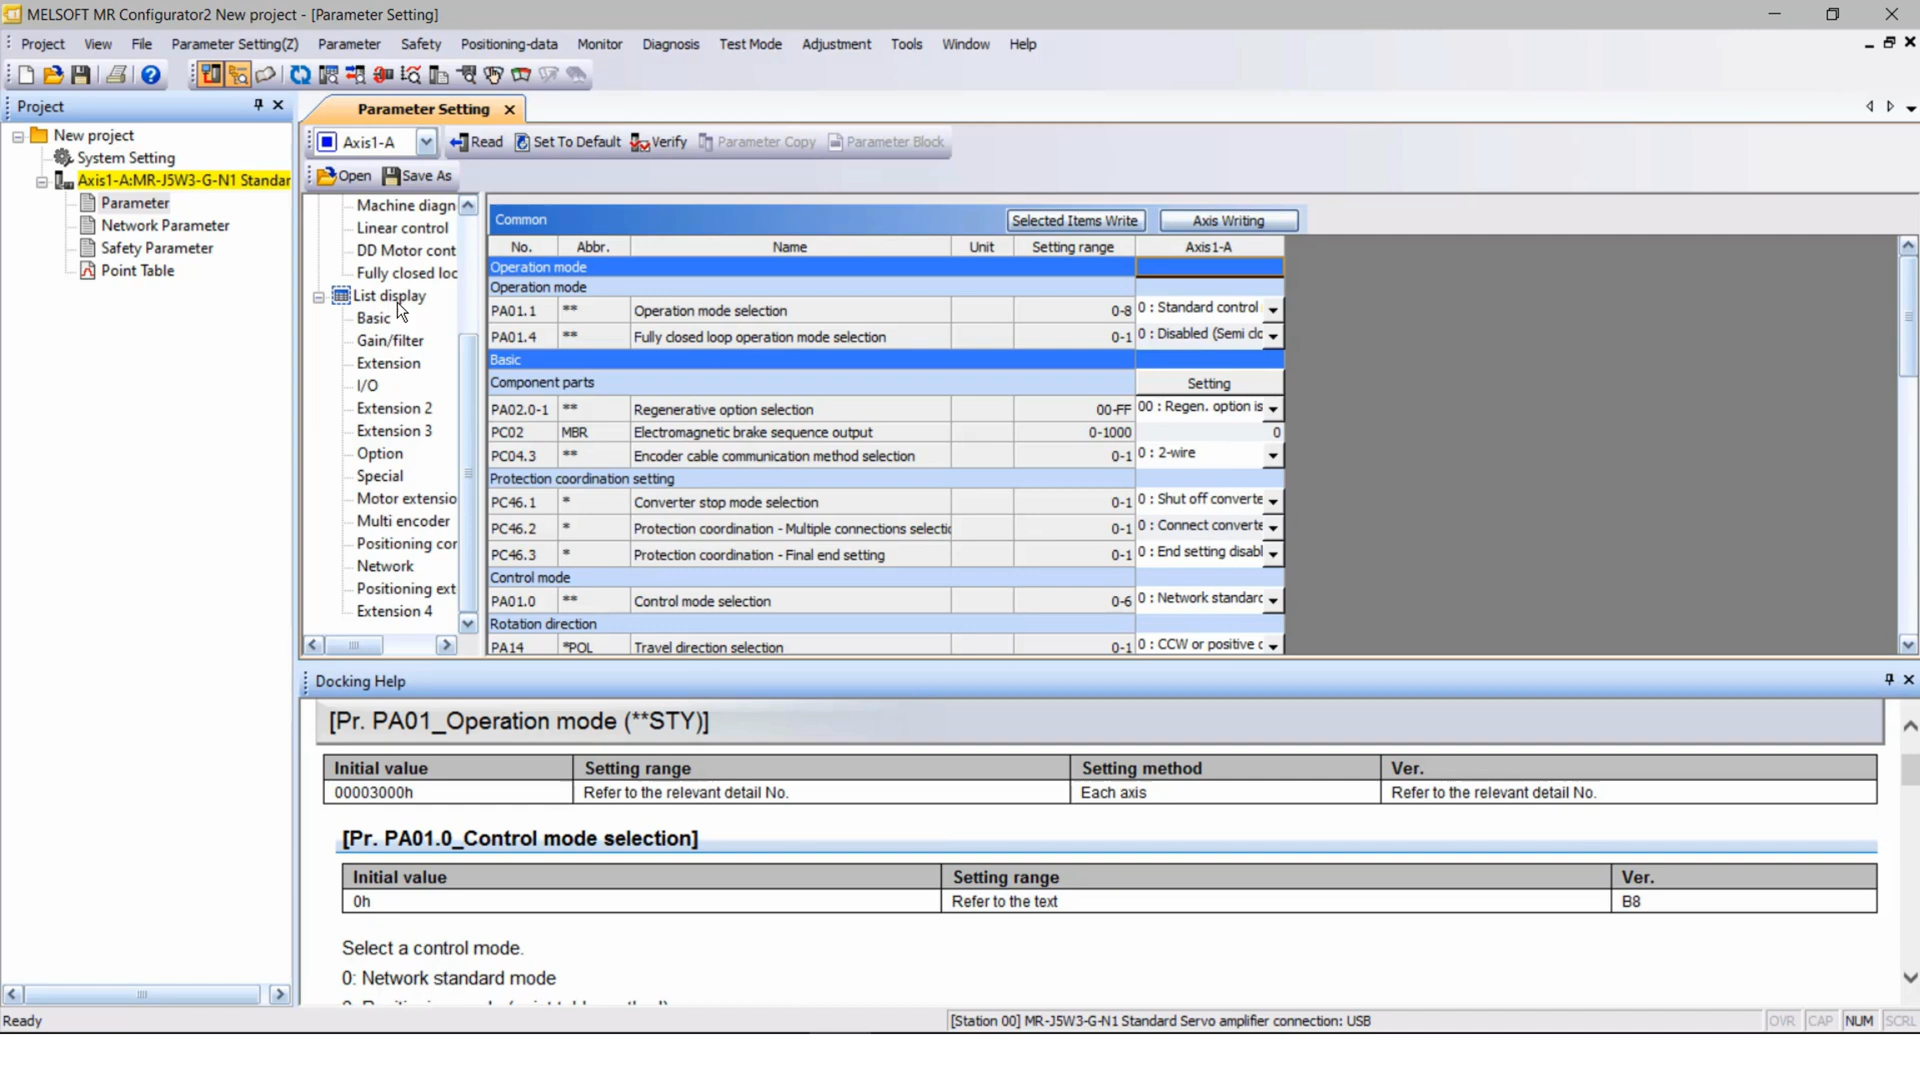 MELSOFT MR Configurator2 New project - [Parameter Setting]
Project View File Parameter Setting(Z) Parameter Safety Positioning-data Monitor Diagnosis Test Mode Adjustment Tools Window Help
Project
New project
System Setting
Axis1-A:MR-J5W3-G-N1 Standar
Parameter
Network Parameter
Safety Parameter
Point Table
Parameter Setting
Axis1-A Read Set To Default Verify Parameter Copy Parameter Block
Open Save As
Machine diagn
Linear control
DD Motor cont
Fully closed loc
List display
Basic
Gain/filter
Extension
I/O
Extension 2
Extension 3
Option
Special
Motor extensio
Multi encoder
Positioning cor
Network
Positioning ext
Extension 4
Common Selected Items Write Axis Writing
No. Abbr. Name Unit Setting range Axis1-A
Operation mode
Operation mode
PA01.1 ** Operation mode selection 0-8 0 : Standard control
PA01.4 ** Fully closed loop operation mode selection 0-1 0 : Disabled (Semi clo
Basic
Component parts Setting
PA02.0-1 ** Regenerative option selection 00-FF 00 : Regen. option is
PC02 MBR Electromagnetic brake sequence output 0-1000 0
PC04.3 ** Encoder cable communication method selection 0-1 0 : 2-wire
Protection coordination setting
PC46.1 * Converter stop mode selection 0-1 0 : Shut off converte
PC46.2 * Protection coordination - Multiple connections selectio 0-1 0 : Connect converte
PC46.3 * Protection coordination - Final end setting 0-1 0 : End setting disabl
Control mode
PA01.0 ** Control mode selection 0-6 0 : Network standard
Rotation direction
PA14 *POL Travel direction selection 0-1 0 : CCW or positive d
Docking Help
[Pr. PA01_Operation mode (**STY)]
Initial value Setting range Setting method Ver.
00003000h Refer to the relevant detail No. Each axis Refer to the relevant detail No.
[Pr. PA01.0_Control mode selection]
Initial value Setting range Ver.
0h Refer to the text B8
Select a control mode.
0: Network standard mode
Ready [Station 00] MR-J5W3-G-N1 Standard Servo amplifier connection: USB OVR CAP NUM SCRL